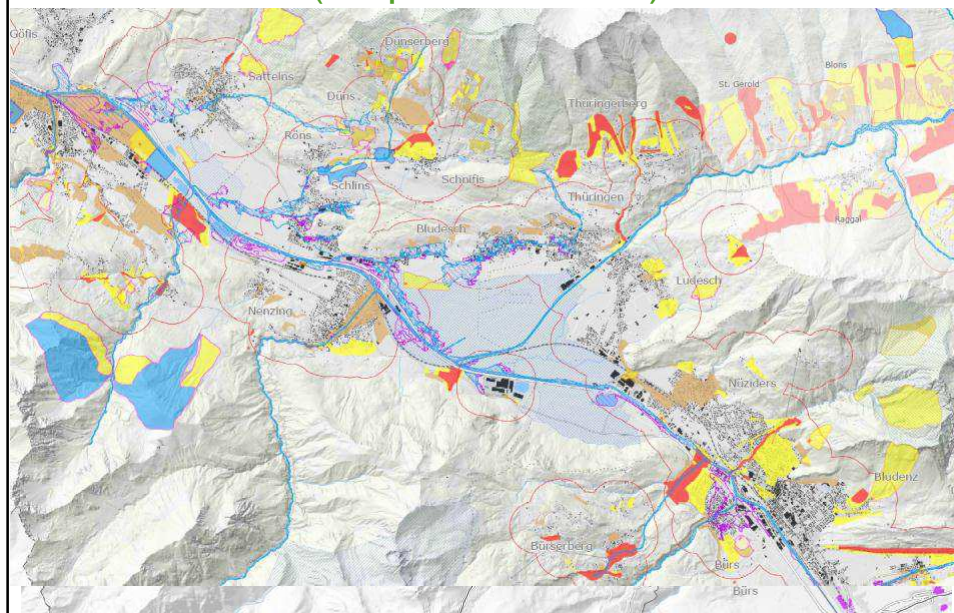 Göfis
Dünserberg
Satteins
Blons
St. Gerold
Düns
Thüringerberg
Röns
Schnifis
Schlins
Thüringen
Raggal
Bludesch
Ludesch
Nenzing
Nüziders
Bludenz
Bürserberg
Bürs
Bürs